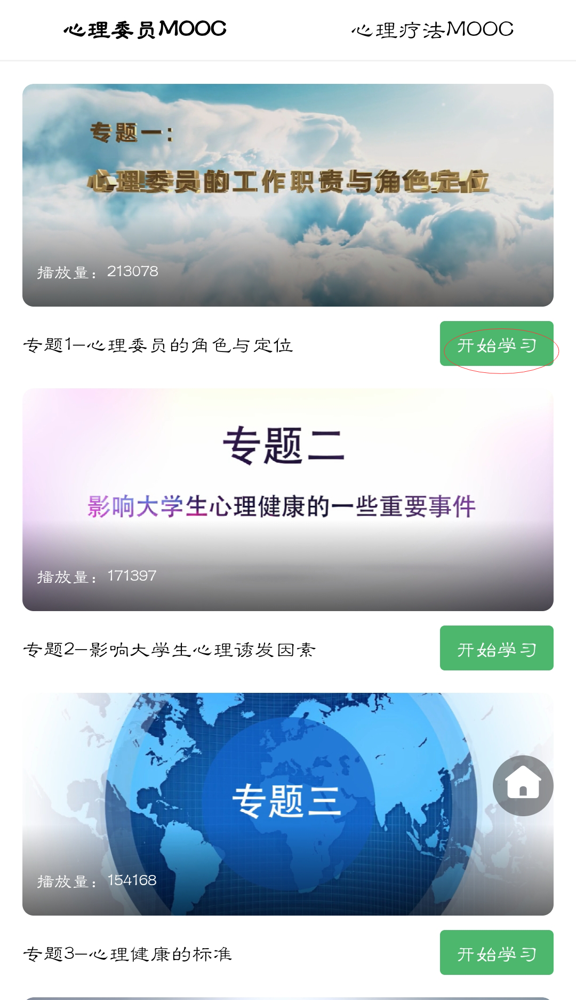 心理委员MOOC
心理疗法MOOC
专题一：
心理委员的工作职责与角色定位
播放量：213078
专题1-心理委员的角色与定位
开始学习
专题二
影响大学生心理健康的一些重要事件
播放量：171397
专题2-影响大学生心理诱发因素
开始学习
专题三
播放量：154168
专题3-心理健康的标准
开始学习